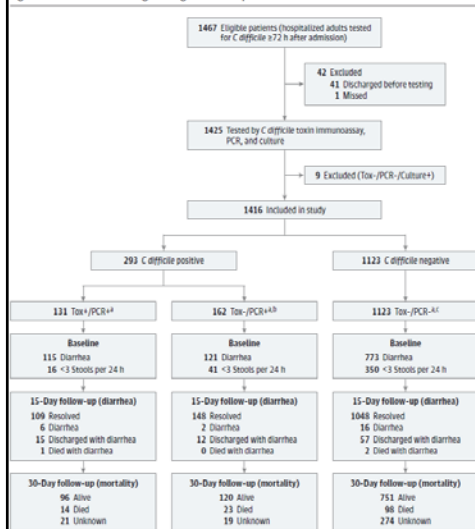 1467 Eligible patients (hospitalized adults tested
for C difficile ≥72 h after admission)
42 Excluded
41 Discharged before testing
1 Missed
1425 Tested by C difficile toxin immunoassay,
PCR, and culture
9 Excluded (Tox-/PCR-/Culture+)
1416 Included in study
293 C difficile positive
1123 C difficile negative
131 Tox+/PCR+a
162 Tox-/PCR+a,b
1123 Tox-/PCR-a,c
Baseline
115 Diarrhea
16 <3 Stools per 24 h
Baseline
121 Diarrhea
41 <3 Stools per 24 h
Baseline
773 Diarrhea
350 <3 Stools per 24 h
15-Day follow-up (diarrhea)
109 Resolved
6 Diarrhea
15 Discharged with diarrhea
1 Died with diarrhea
15-Day follow-up (diarrhea)
148 Resolved
2 Diarrhea
12 Discharged with diarrhea
0 Died with diarrhea
15-Day follow-up (diarrhea)
1048 Resolved
16 Diarrhea
57 Discharged with diarrhea
2 Died with diarrhea
30-Day follow-up (mortality)
96 Alive
14 Died
21 Unknown
30-Day follow-up (mortality)
120 Alive
23 Died
19 Unknown
30-Day follow-up (mortality)
751 Alive
98 Died
274 Unknown